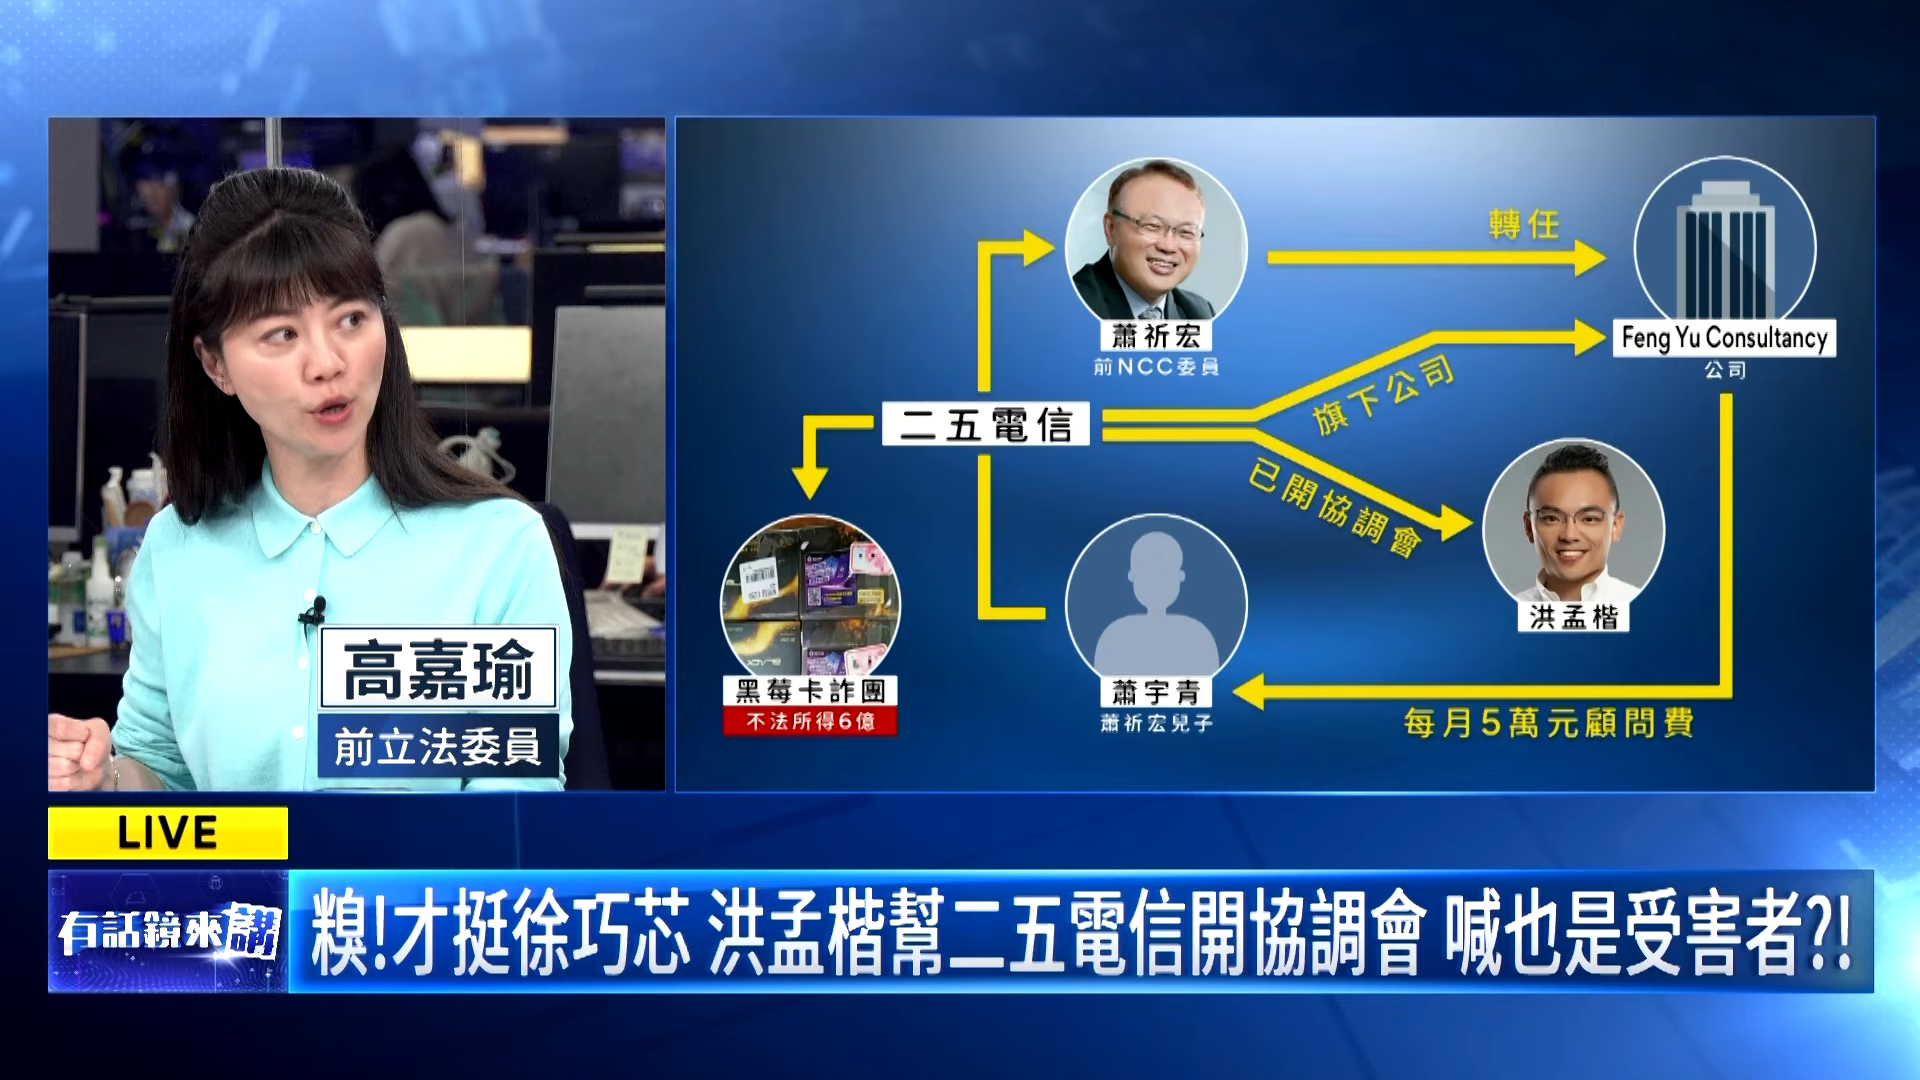 轉任
蕭祈宏
前NCC委員
Feng Yu Consultancy
公司
二五電信
旗下公司
已開協調會
洪孟楷
黑莓卡詐團
不法所得6億
蕭宇青
蕭祈宏兒子
每月5萬元顧問費
高嘉瑜
前立法委員
LIVE
有話鏡來講
糗!才挺徐巧芯 洪孟楷幫二五電信開協調會 喊也是受害者?!